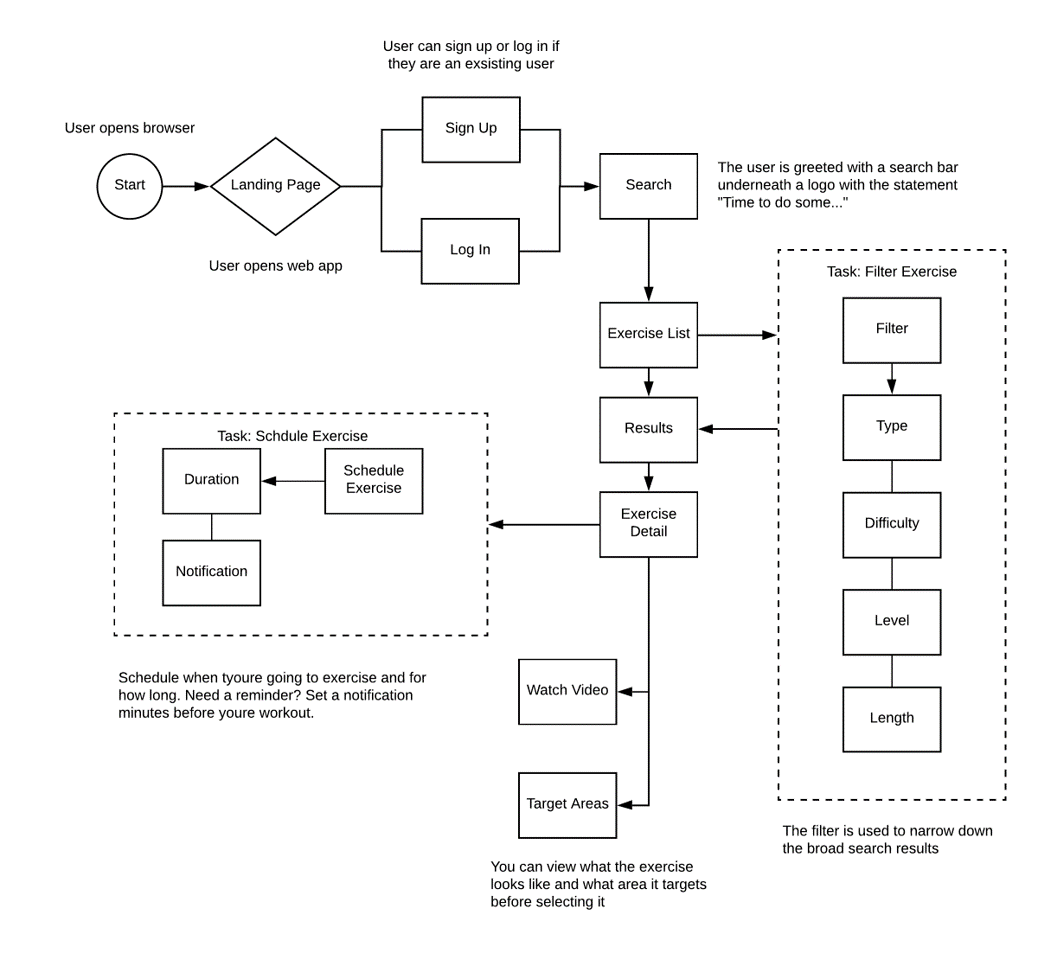 User can sign up or log in if
they are an exsisting user
User opens browser
Sign Up
Start
Landing Page
Search
The user is greeted with a search bar
underneath a logo with the statement
"Time to do some..."
Log In
User opens web app
Task: Filter Exercise
Filter
Exercise List
Type
Results
Task: Schdule Exercise
Duration
Schedule
Exercise
Exercise
Detail
Difficulty
Notification
Level
Schedule when tyoure going to exercise and for
how long. Need a reminder? Set a notification
minutes before youre workout.
Watch Video
Length
Target Areas
The filter is used to narrow down
the broad search results
You can view what the exercise
looks like and what area it targets
before selecting it